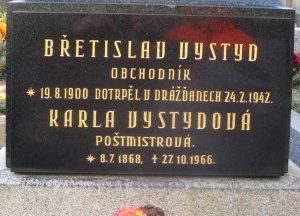 BŘETISLAV VYSTYD
OBCHODNÍK
* 19.8.1900 DOTRPĚL V DRÁŽĎANECH 24.2.1942.
KARLA VYSTYDOVÁ
POŠTMISTROVÁ.
* 8.7.1868, † 27.10.1966.